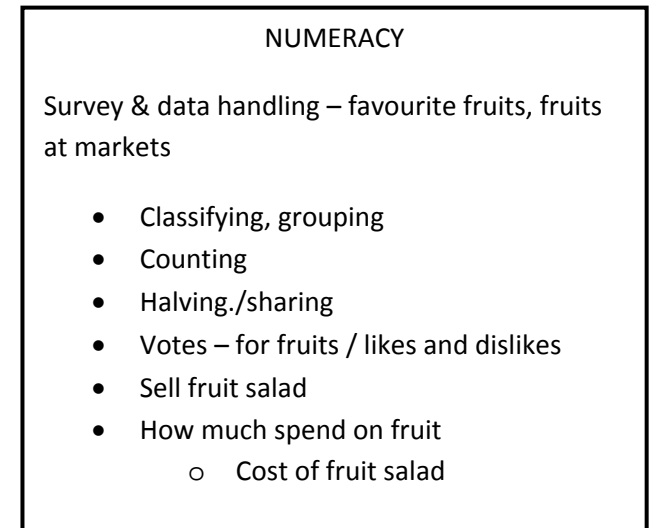 NUMERACY
Survey & data handling – favourite fruits, fruits
at markets
• Classifying, grouping
• Counting
• Halving./sharing
• Votes – for fruits / likes and dislikes
• Sell fruit salad
• How much spend on fruit
o Cost of fruit salad